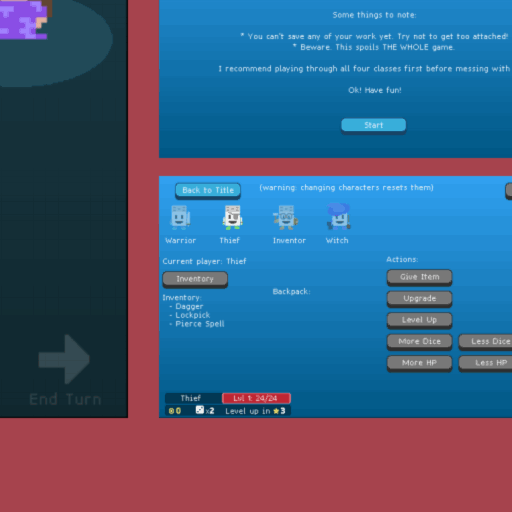 Some things to note:
* You can't save any of your work yet. Try not to get too attached!
* Beware. This spoils THE WHOLE game.
I recommend playing through all four classes first before messing with
Ok! Have fun!
Start
Back to Title
(warning: changing characters resets them)
Warrior Thief Inventor Witch
Current player: Thief
Actions:
Inventory
Give Item
Inventory:
Backpack:
- Dagger
Upgrade
- Lockpick
- Pierce Spell
Level Up
More Dice Less Dice
More HP Less HP
End Turn
Thief Lvl 1: 24/24
0 x2 Level up in 3